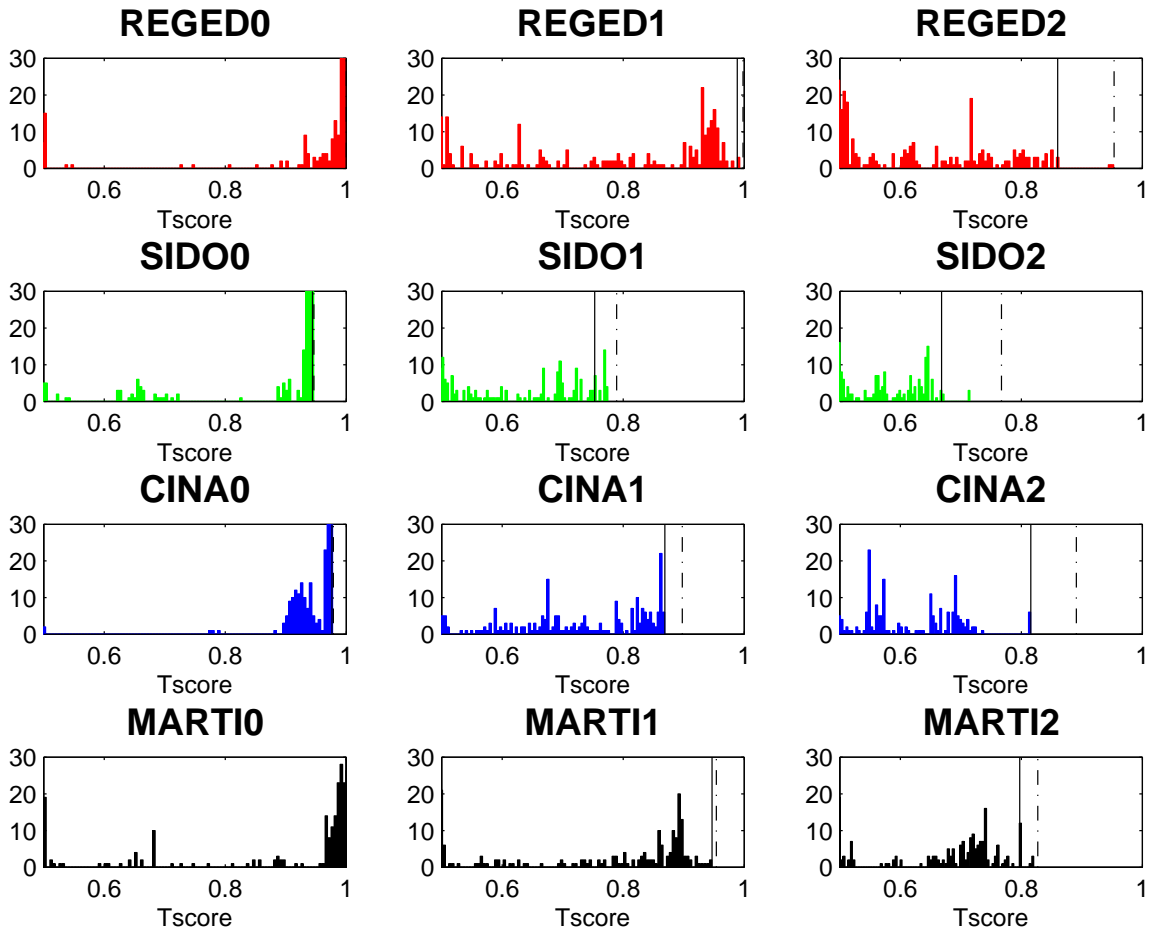 REGED0 REGED1 REGED2
30 30 30
20 20 20
10 10 10
0 0 0
0.6 0.8 1 0.6 0.8 1 0.6 0.8 1
Tscore Tscore Tscore
SIDO0 SIDO1 SIDO2
30 30 30
20 20 20
10 10 10
0 0 0
0.6 0.8 1 0.6 0.8 1 0.6 0.8 1
Tscore Tscore Tscore
CINA0 CINA1 CINA2
30 30 30
20 20 20
10 10 10
0 0 0
0.6 0.8 1 0.6 0.8 1 0.6 0.8 1
Tscore Tscore Tscore
MARTI0 MARTI1 MARTI2
30 30 30
20 20 20
10 10 10
0 0 0
0.6 0.8 1 0.6 0.8 1 0.6 0.8 1
Tscore Tscore Tscore